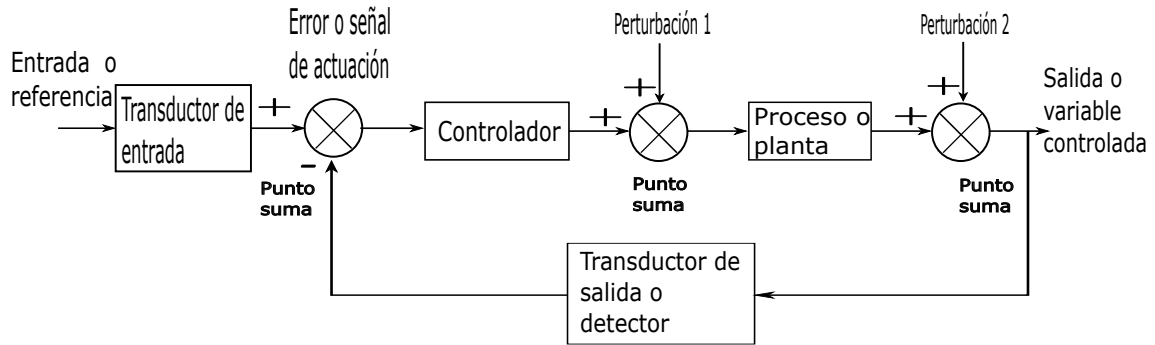 Error o señal
de actuación
Perturbación 1
Perturbación 2
Entrada o
referencia
Transductor de
entrada
+
-
Punto
suma
Controlador
+
+
Punto
suma
Proceso o
planta
+
+
Punto
suma
Salida o
variable
controlada
Transductor de
salida o
detector